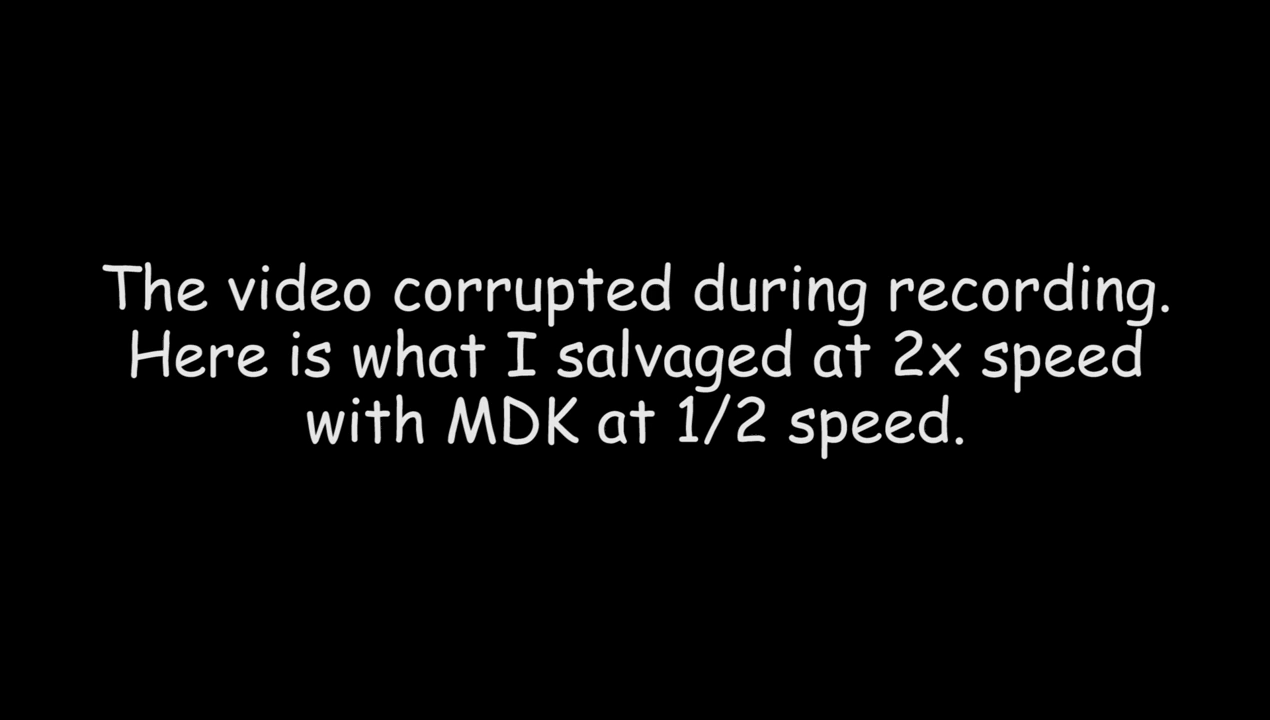 The video corrupted during recording.
Here is what I salvaged at 2x speed
with MDK at 1/2 speed.